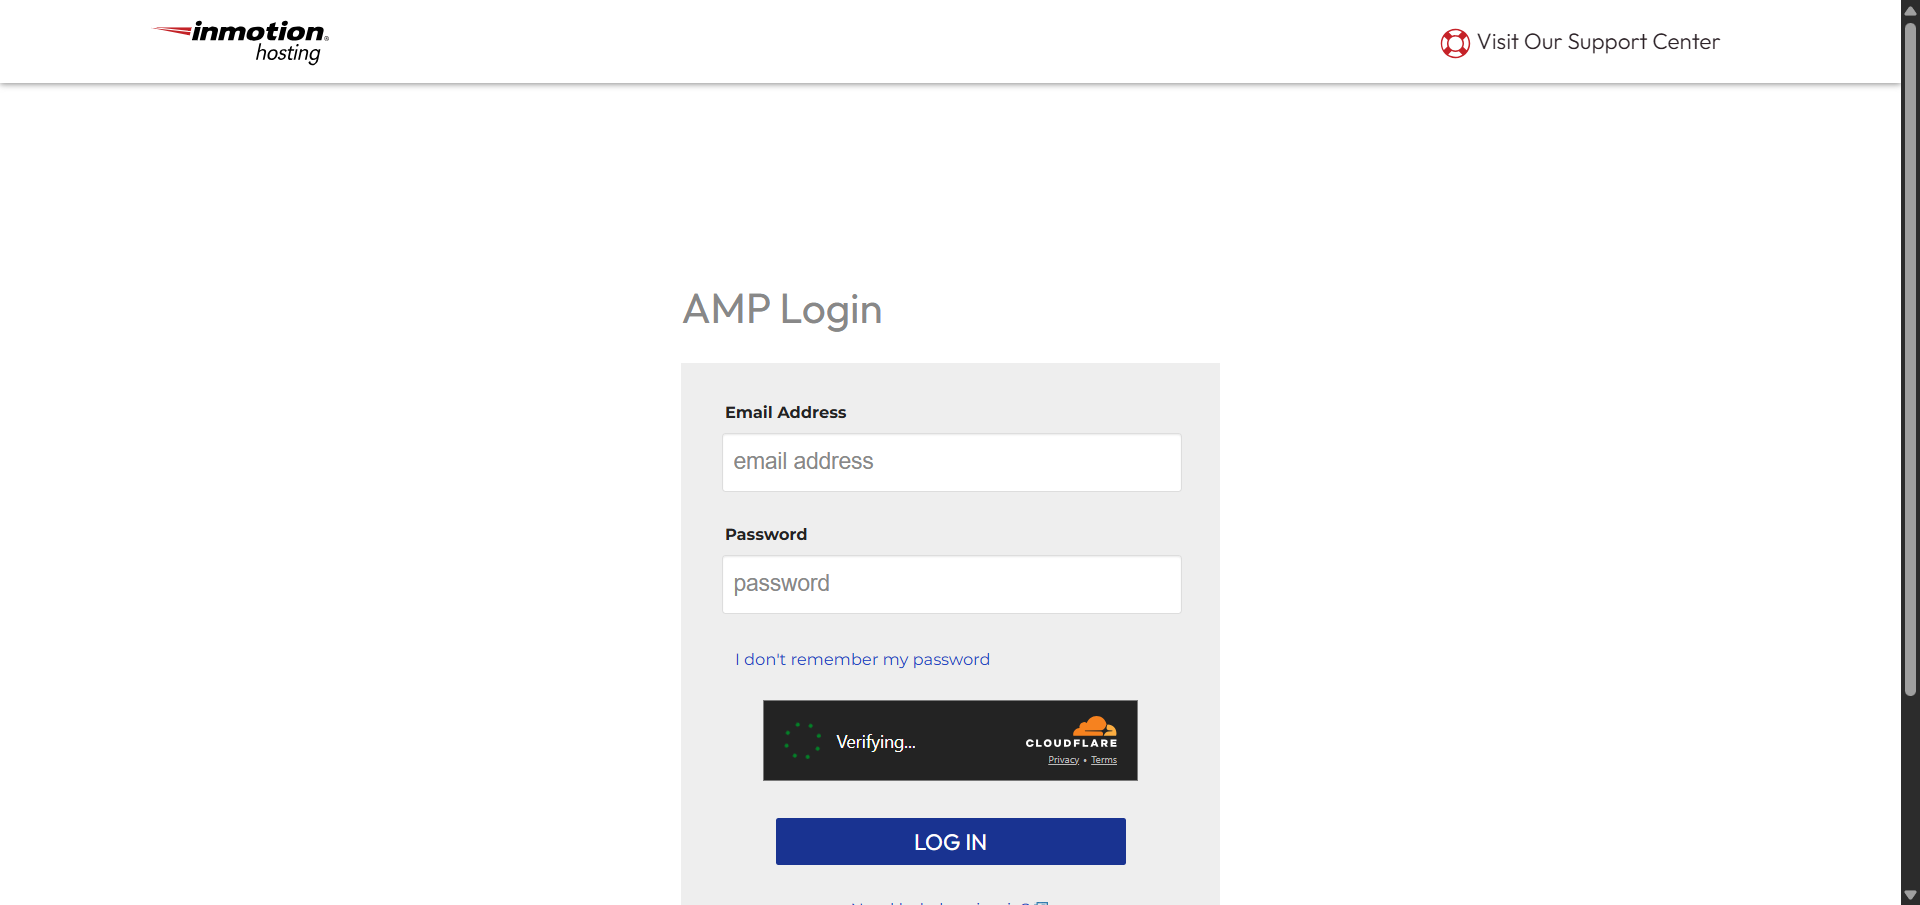 inmotion
hosting
Visit Our Support Center
AMP Login
Email Address
email address
Password
password
I don't remember my password
Verifying...
CLOUDFLARE
Privacy • Terms
LOG IN